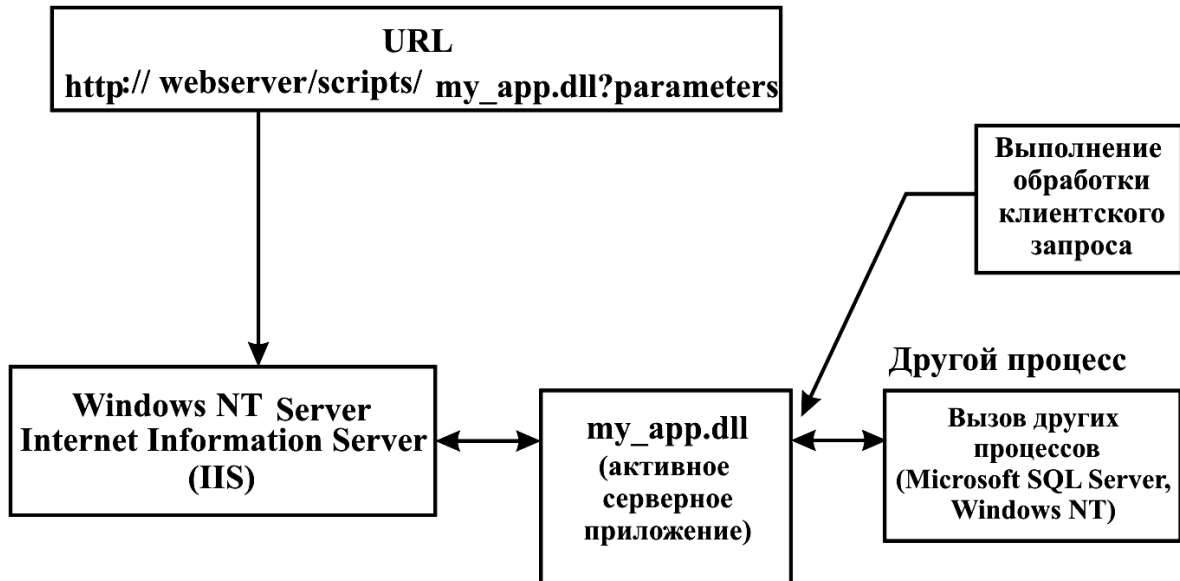 URL
http:// webserver/scripts/ my_app.dll?parameters
Выполнение
обработки
клиентского
запроса
Другой процесс
Windows NT Server
Internet Information Server
(IIS)
my_app.dll
(активное
серверное
приложение)
Вызов других
процессов
(Microsoft SQL Server,
Windows NT)